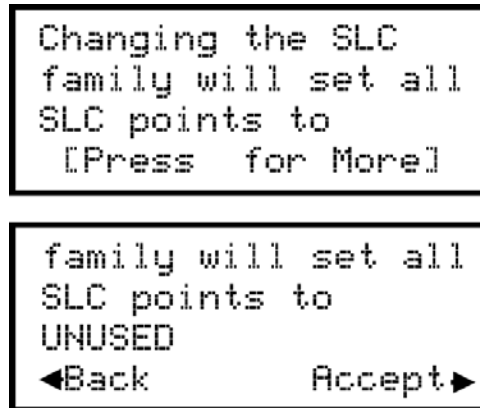 Changing the SLC
family will set all
SLC points to
[Press  for More]
family will set all
SLC points to
UNUSED
◀Back Accept▶